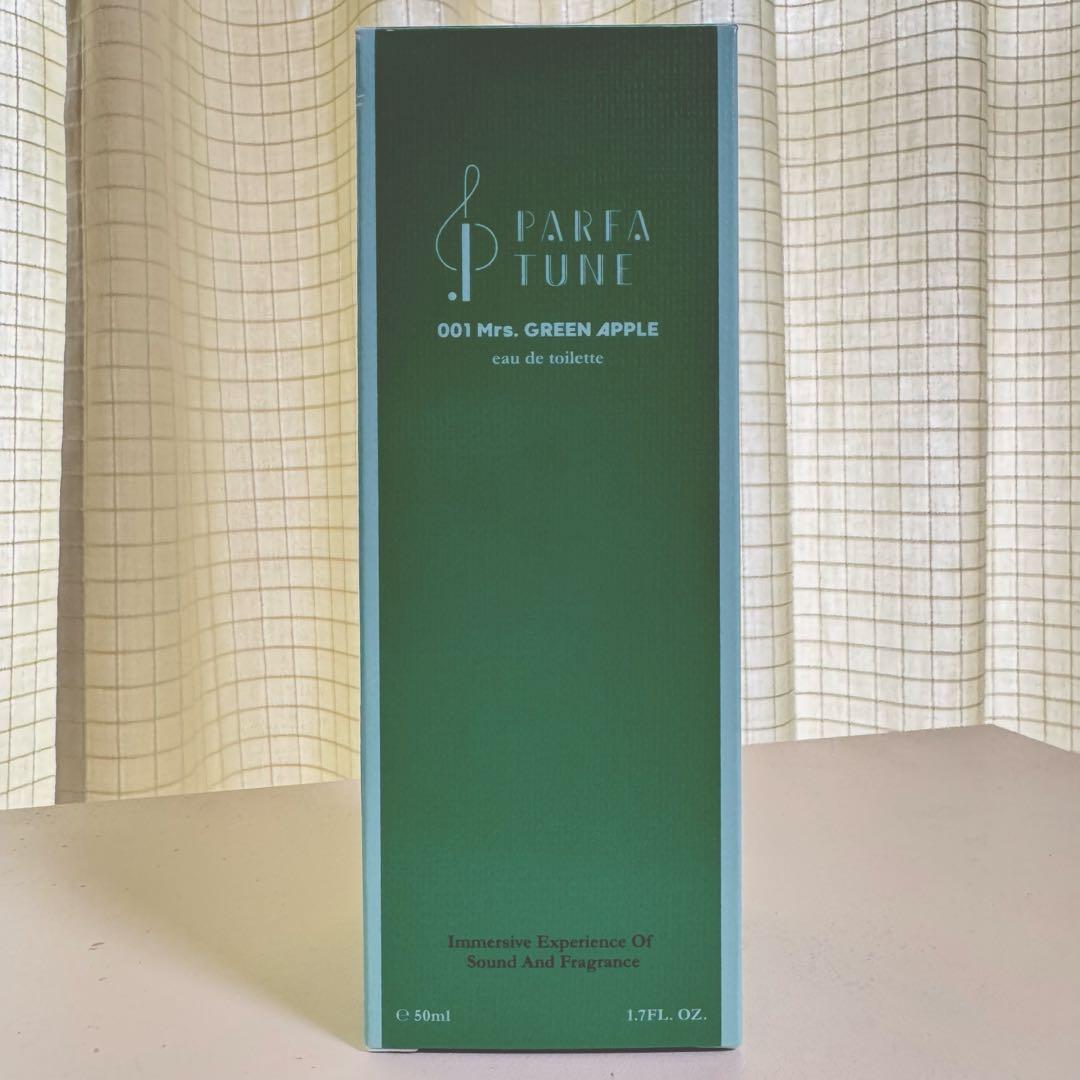 PARFA
TUNE
001 Mrs. GREEN APPLE
eau de toilette
Immersive Experience Of
Sound And Fragrance
℮ 50ml
1.7FL. OZ.